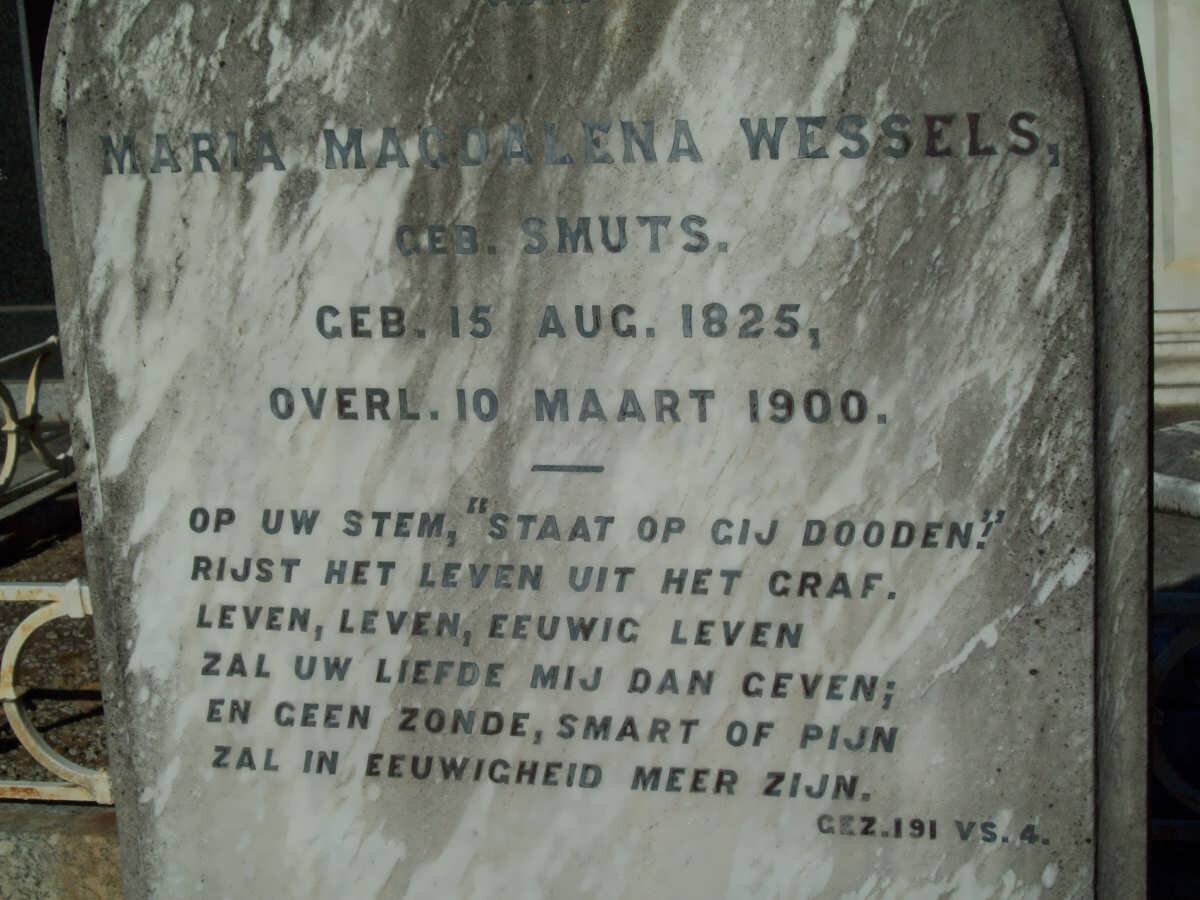 MARIA MAGDALENA WESSELS,
GEB. SMUTS.
GEB. 15 AUG. 1825,
OVERL. 10 MAART 1900.
OP UW STEM, "STAAT OP GIJ DOODEN!"
RIJST HET LEVEN UIT HET GRAF.
LEVEN, LEVEN, EEUWIG LEVEN
ZAL UW LIEFDE MIJ DAN GEVEN;
EN GEEN ZONDE, SMART OF PIJN
ZAL IN EEUWIGHEID MEER ZIJN.
GEZ. 191 VS. 4.